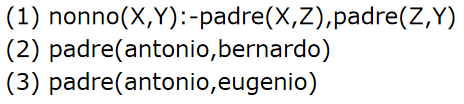 (1) nonno(X,Y):-padre(X,Z),padre(Z,Y)
(2) padre(antonio,bernardo)
(3) padre(antonio,eugenio)